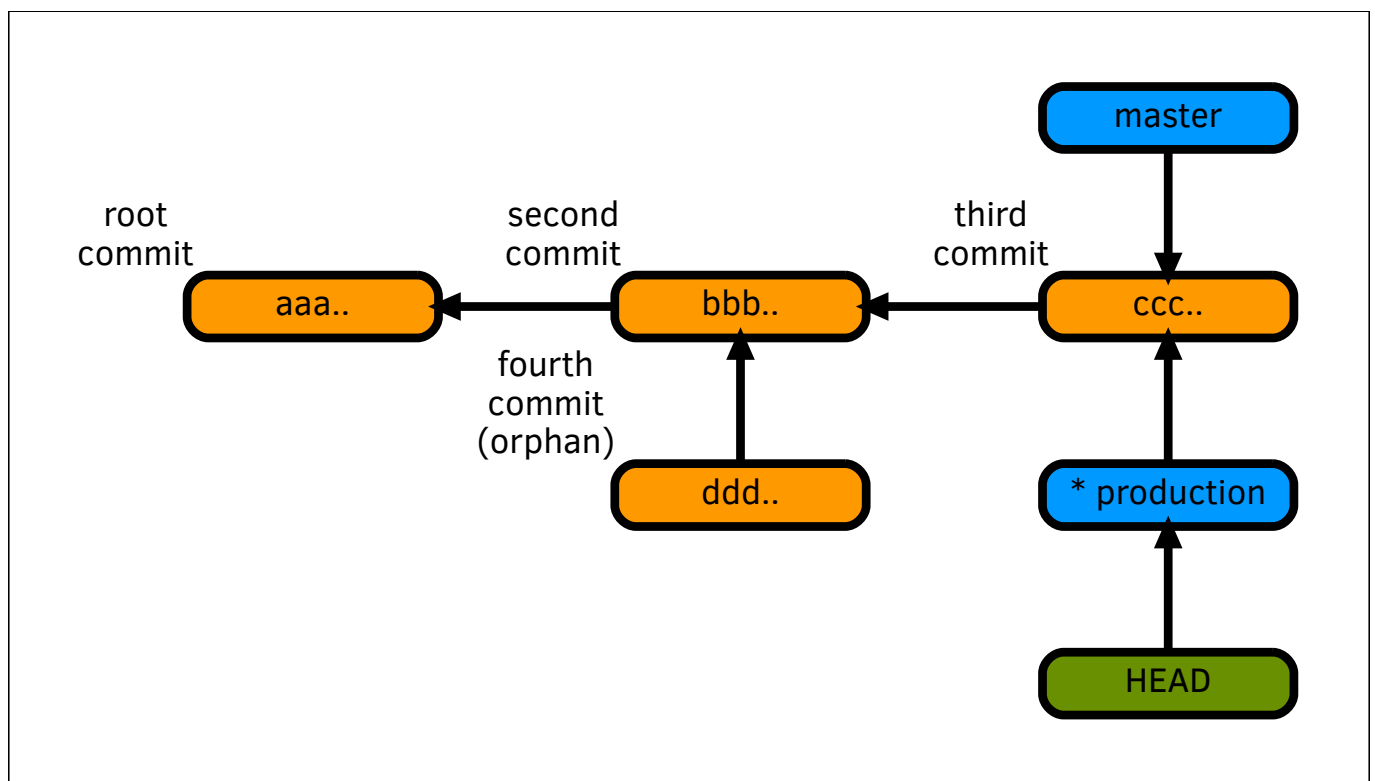 master
root
commit
second
commit
third
commit
aaa..
bbb..
ccc..
fourth
commit
(orphan)
ddd..
* production
HEAD